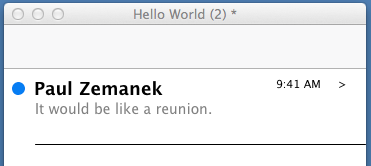 Hello World (2) *
Paul Zemanek 9:41 AM >
It would be like a reunion.